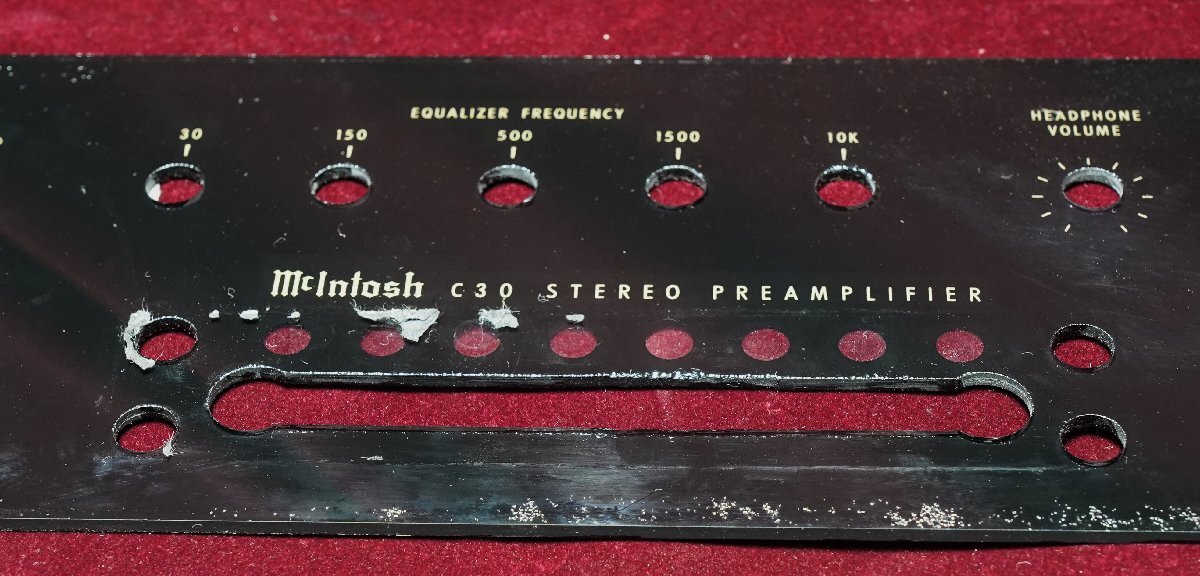 EQUALIZER FREQUENCY
30 150 500 1500 10K
HEADPHONE
VOLUME
McIntosh C30 STEREO PREAMPLIFIER